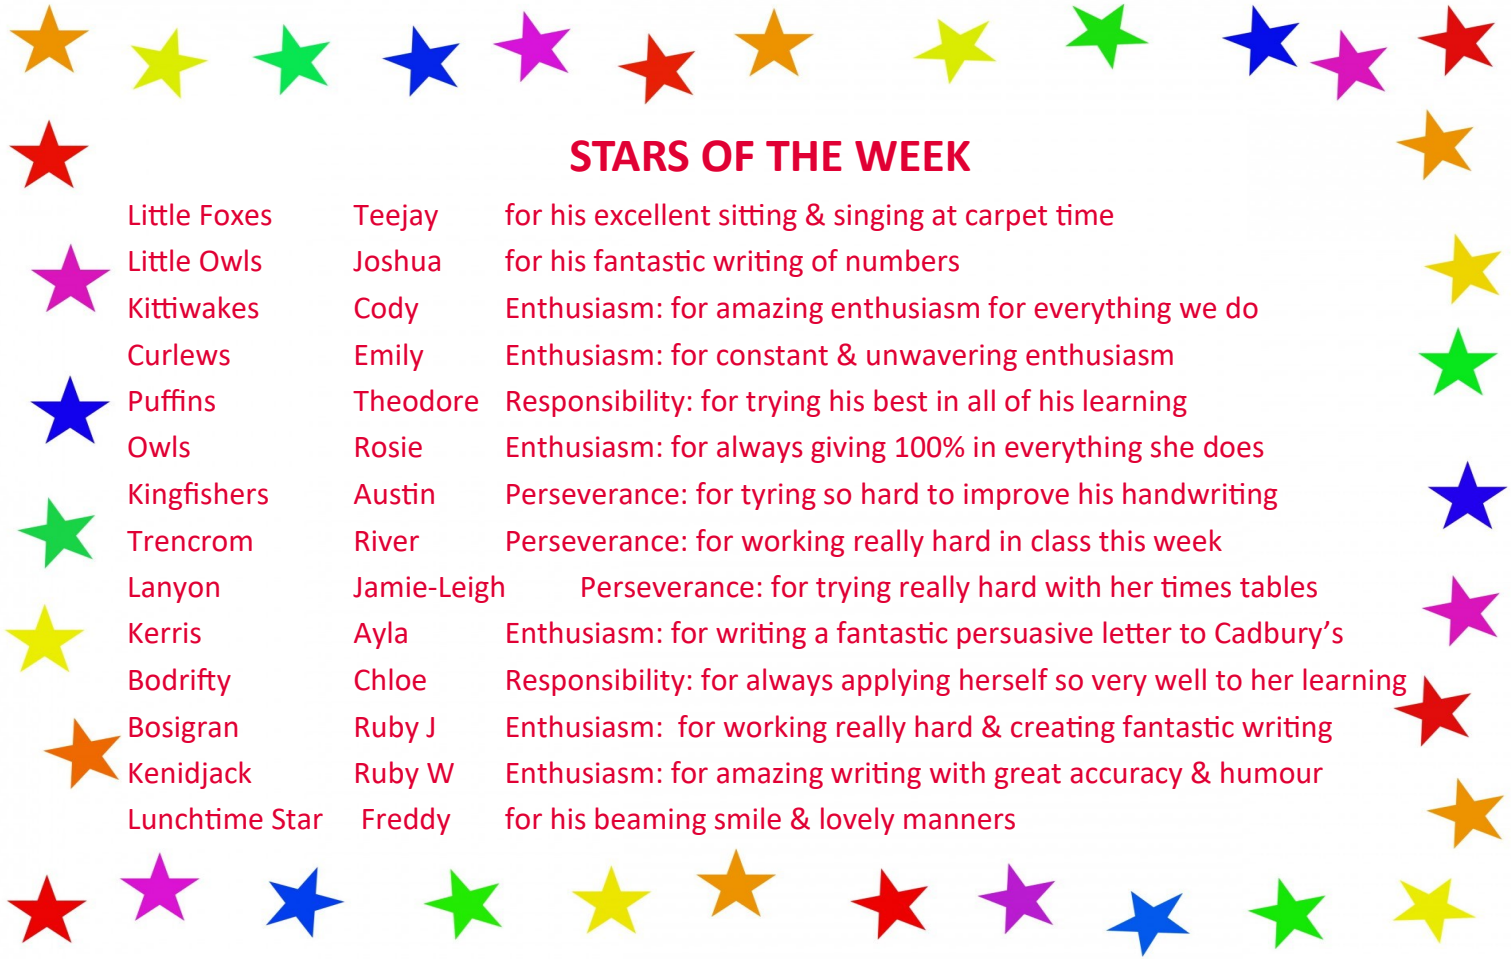 STARS OF THE WEEK
Little Foxes Teejay for his excellent sitting & singing at carpet time
Little Owls Joshua for his fantastic writing of numbers
Kittiwakes Cody Enthusiasm: for amazing enthusiasm for everything we do
Curlews Emily Enthusiasm: for constant & unwavering enthusiasm
Puffins Theodore Responsibility: for trying his best in all of his learning
Owls Rosie Enthusiasm: for always giving 100% in everything she does
Kingfishers Austin Perseverance: for tyring so hard to improve his handwriting
Trencrom River Perseverance: for working really hard in class this week
Lanyon Jamie-Leigh Perseverance: for trying really hard with her times tables
Kerris Ayla Enthusiasm: for writing a fantastic persuasive letter to Cadbury’s
Bodrifty Chloe Responsibility: for always applying herself so very well to her learning
Bosigran Ruby J Enthusiasm: for working really hard & creating fantastic writing
Kenidjack Ruby W Enthusiasm: for amazing writing with great accuracy & humour
Lunchtime Star Freddy for his beaming smile & lovely manners